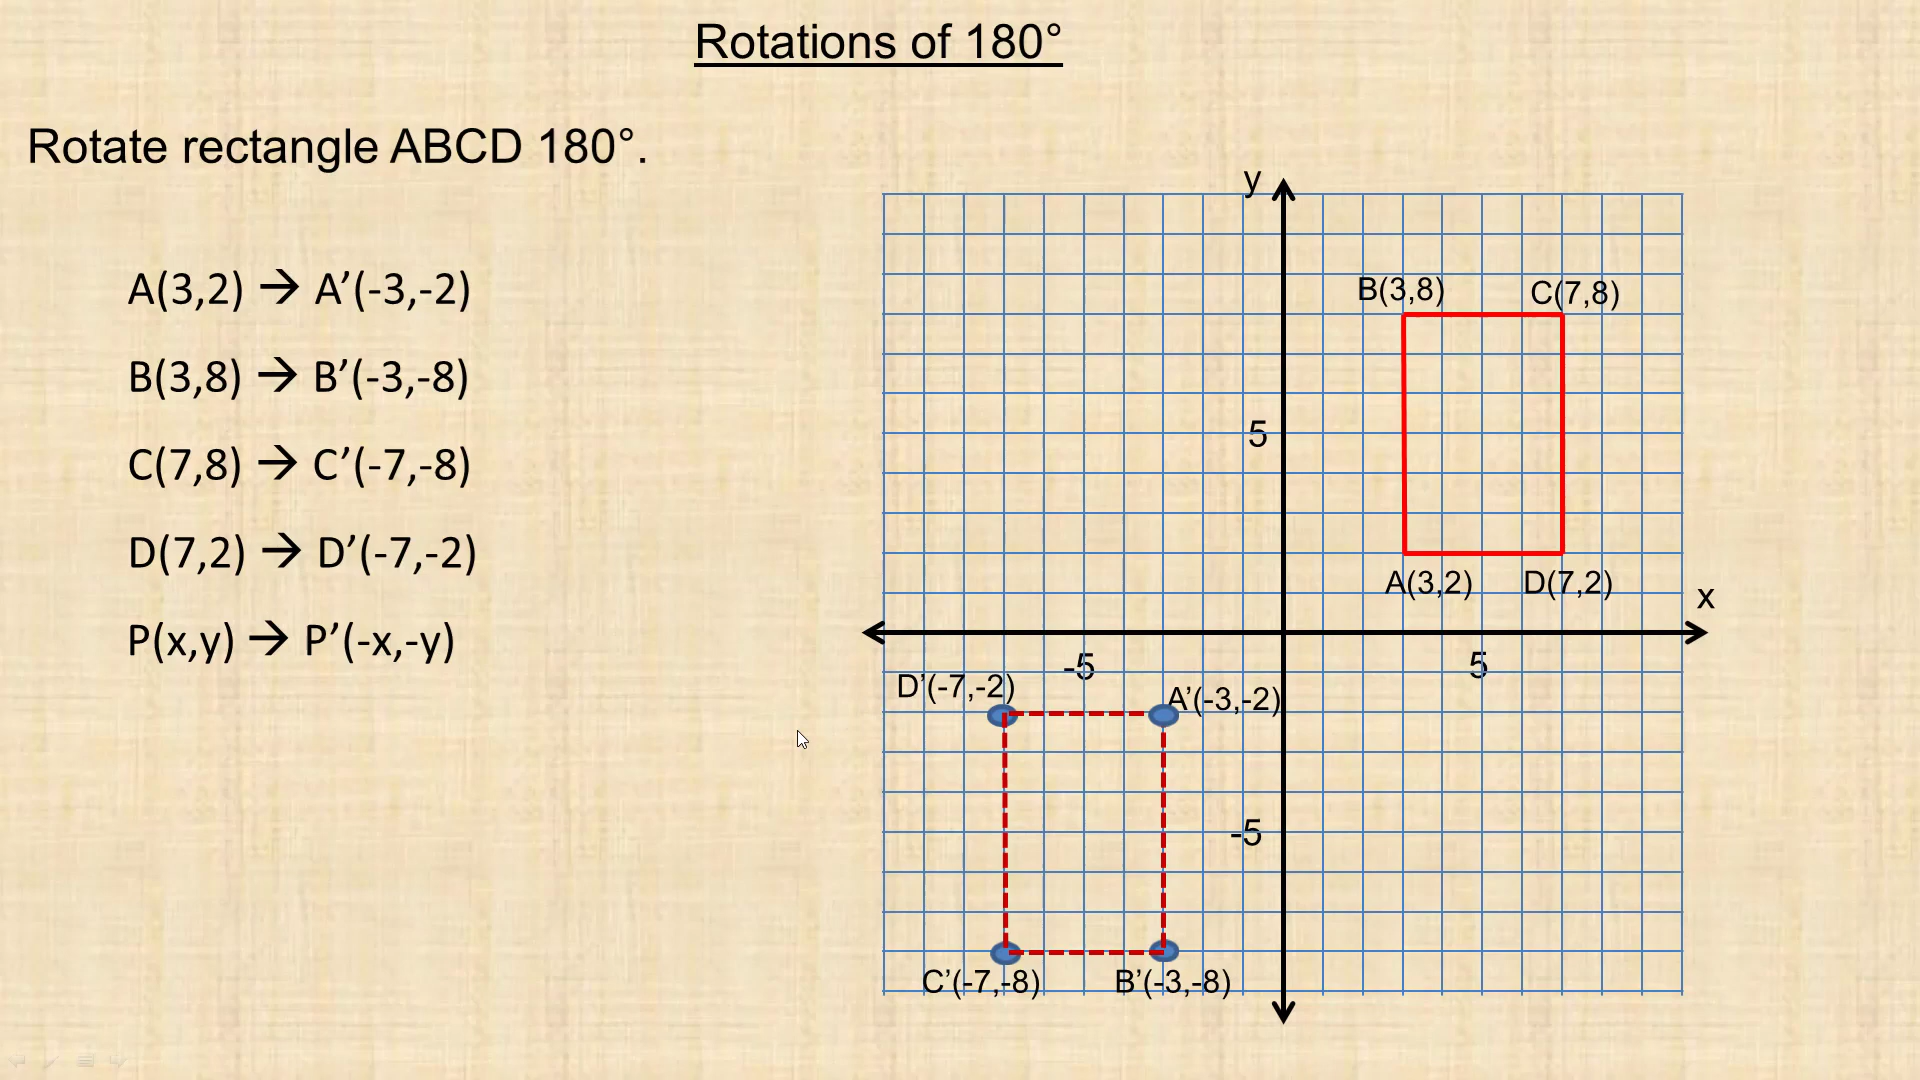 Rotations of 180°
Rotate rectangle ABCD 180°.
A(3,2) → A’(-3,-2)
B(3,8) → B’(-3,-8)
C(7,8) → C’(-7,-8)
D(7,2) → D’(-7,-2)
P(x,y) → P’(-x,-y)
y
B(3,8) C(7,8)
5
A(3,2) D(7,2)
x
-5 5
D’(-7,-2) A’(-3,-2)
-5
C’(-7,-8) B’(-3,-8)